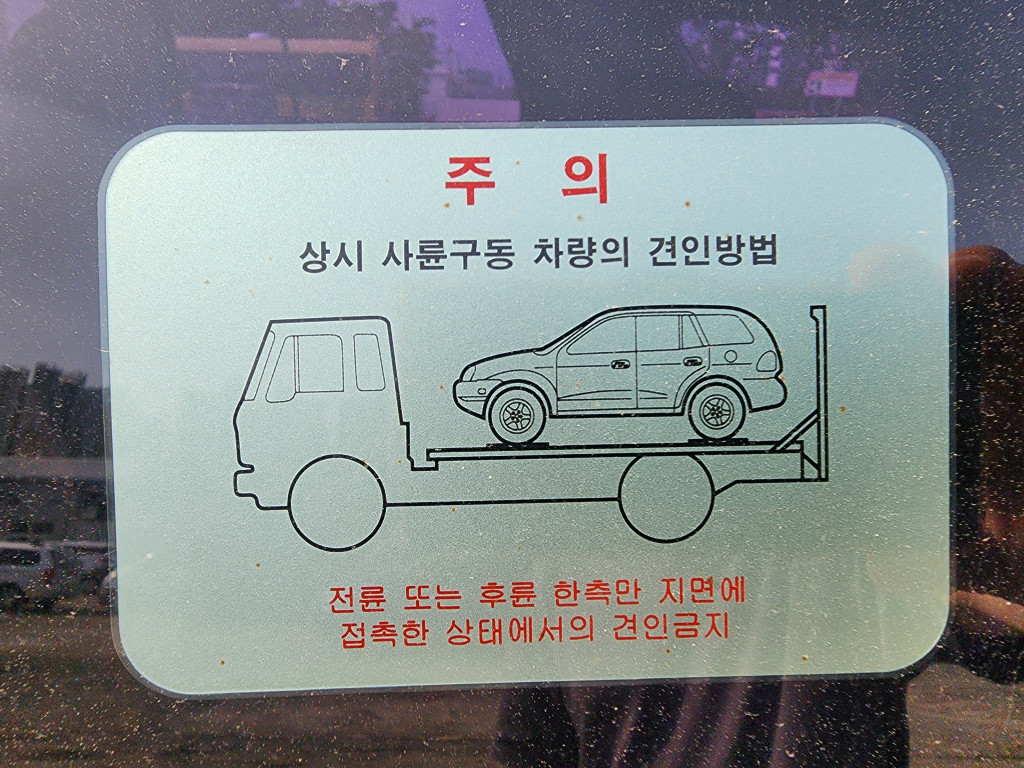 주 의
상시 사륜구동 차량의 견인방법
전륜 또는 후륜 한측만 지면에
접촉한 상태에서의 견인금지